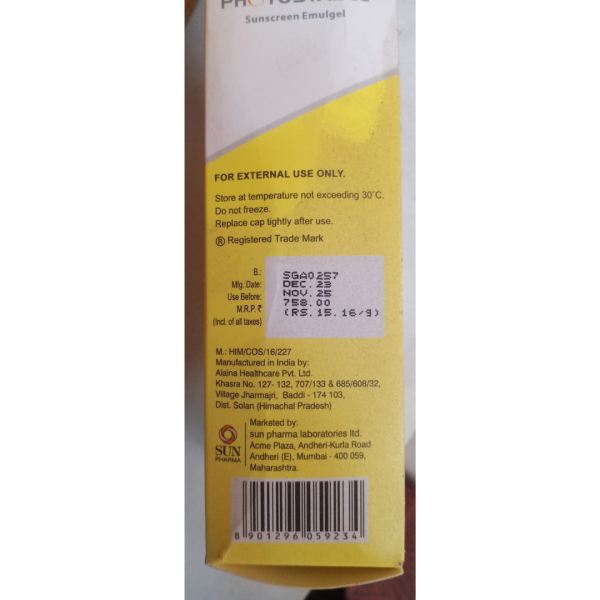 Sunscreen Emulgel
FOR EXTERNAL USE ONLY.
Store at temperature not exceeding 30°C.
Do not freeze.
Replace cap tightly after use.
® Registered Trade Mark
B.: SGA0257
Mfg. Date: DEC.23
Use Before: NOV.25
M.R.P. ₹ 758.00
(Incl. of all taxes) (RS.15.16/g)
M.: HIM/COS/16/227
Manufactured in India by:
Alaina Healthcare Pvt. Ltd.
Khasra No. 127- 132, 707/133 & 685/608/32,
Village Jharmajri, Baddi - 174 103,
Dist. Solan (Himachal Pradesh)
Marketed by:
sun pharma laboratories ltd.
Acme Plaza, Andheri-Kurla Road
Andheri (E), Mumbai - 400 059,
Maharashtra.
SUN
PHARMA
8 901296 059234